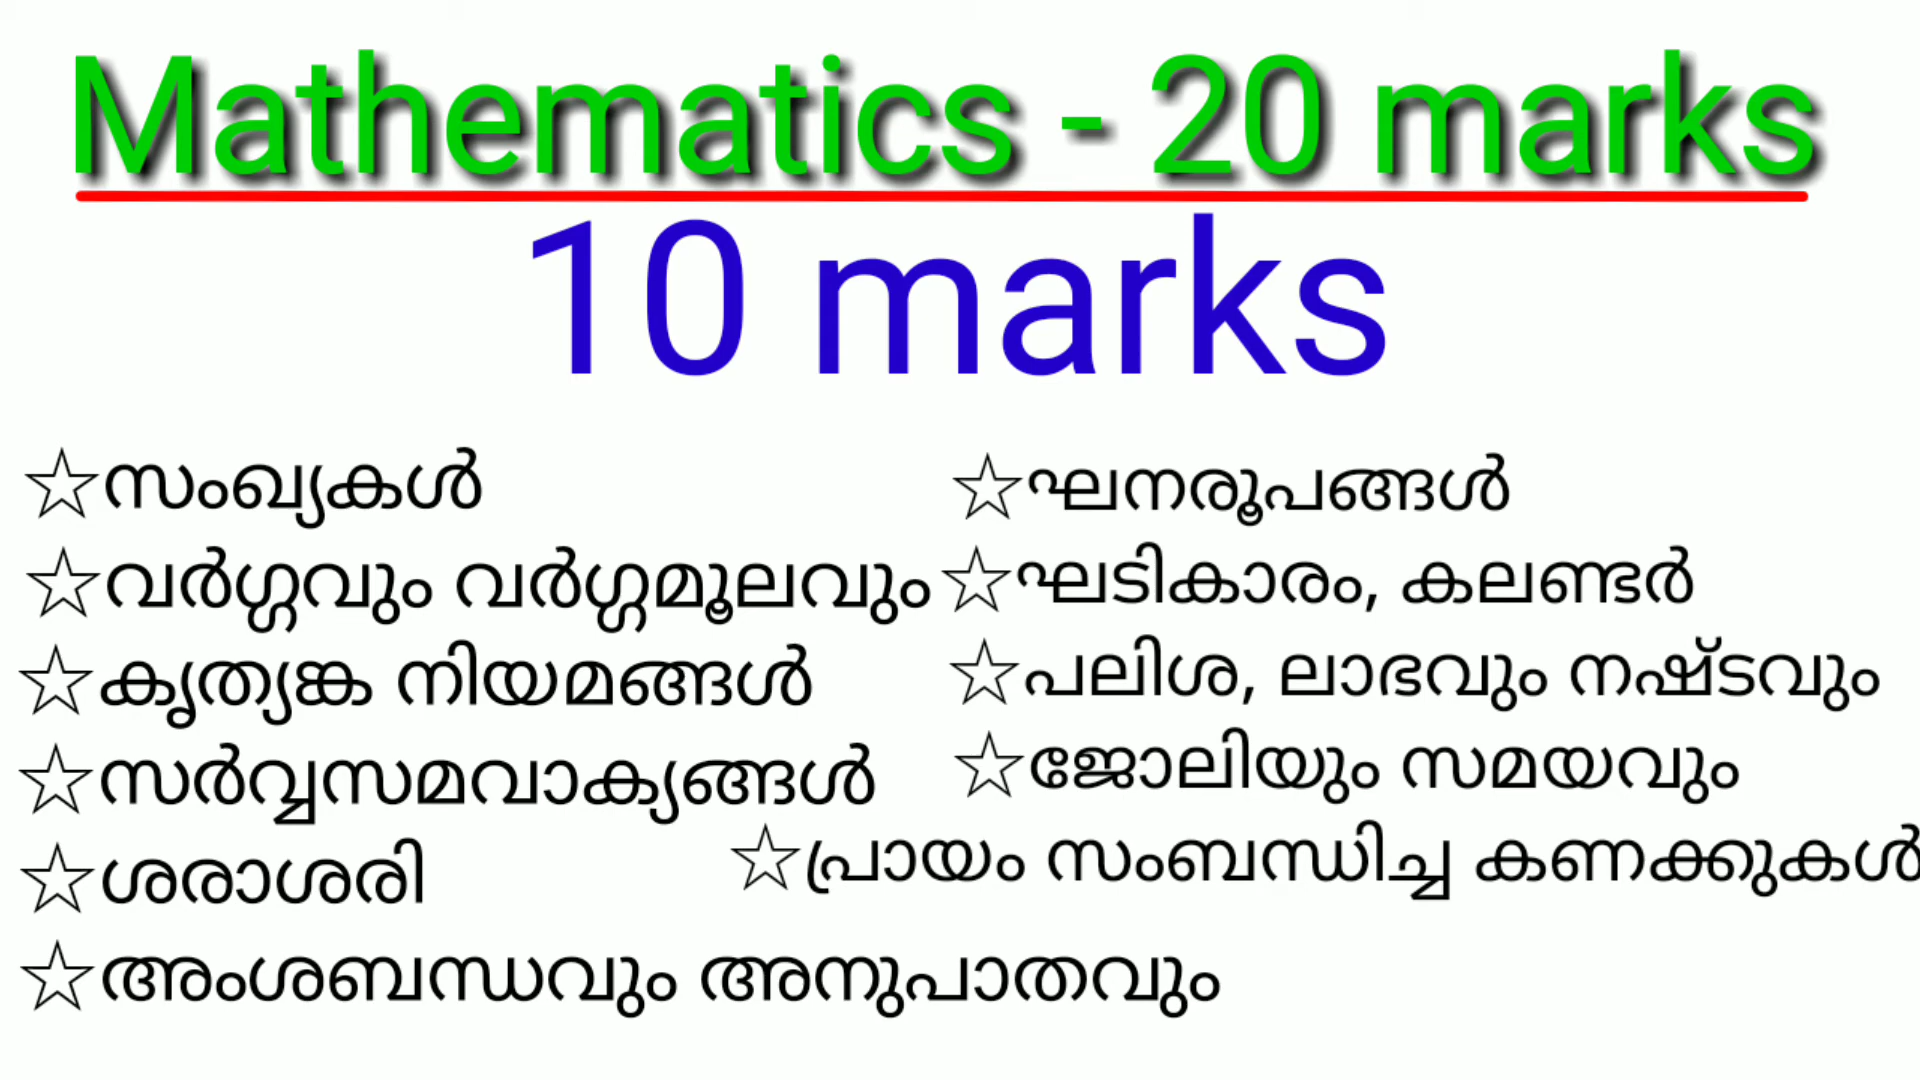 Mathematics - 20 marks
10 marks
☆സംഖ്യകൾ
☆വർഗ്ഗവും വർഗ്ഗമൂലവും
☆കൃത്യങ്ക നിയമങ്ങൾ
☆സർവ്വസമവാക്യങ്ങൾ
☆ശരാശരി
☆അംശബന്ധവും അനുപാതവും
☆ഘനരൂപങ്ങൾ
☆ഘടികാരം, കലണ്ടർ
☆പലിശ, ലാഭവും നഷ്ടവും
☆ജോലിയും സമയവും
☆പ്രായം സംബന്ധിച്ച കണക്കുകൾ